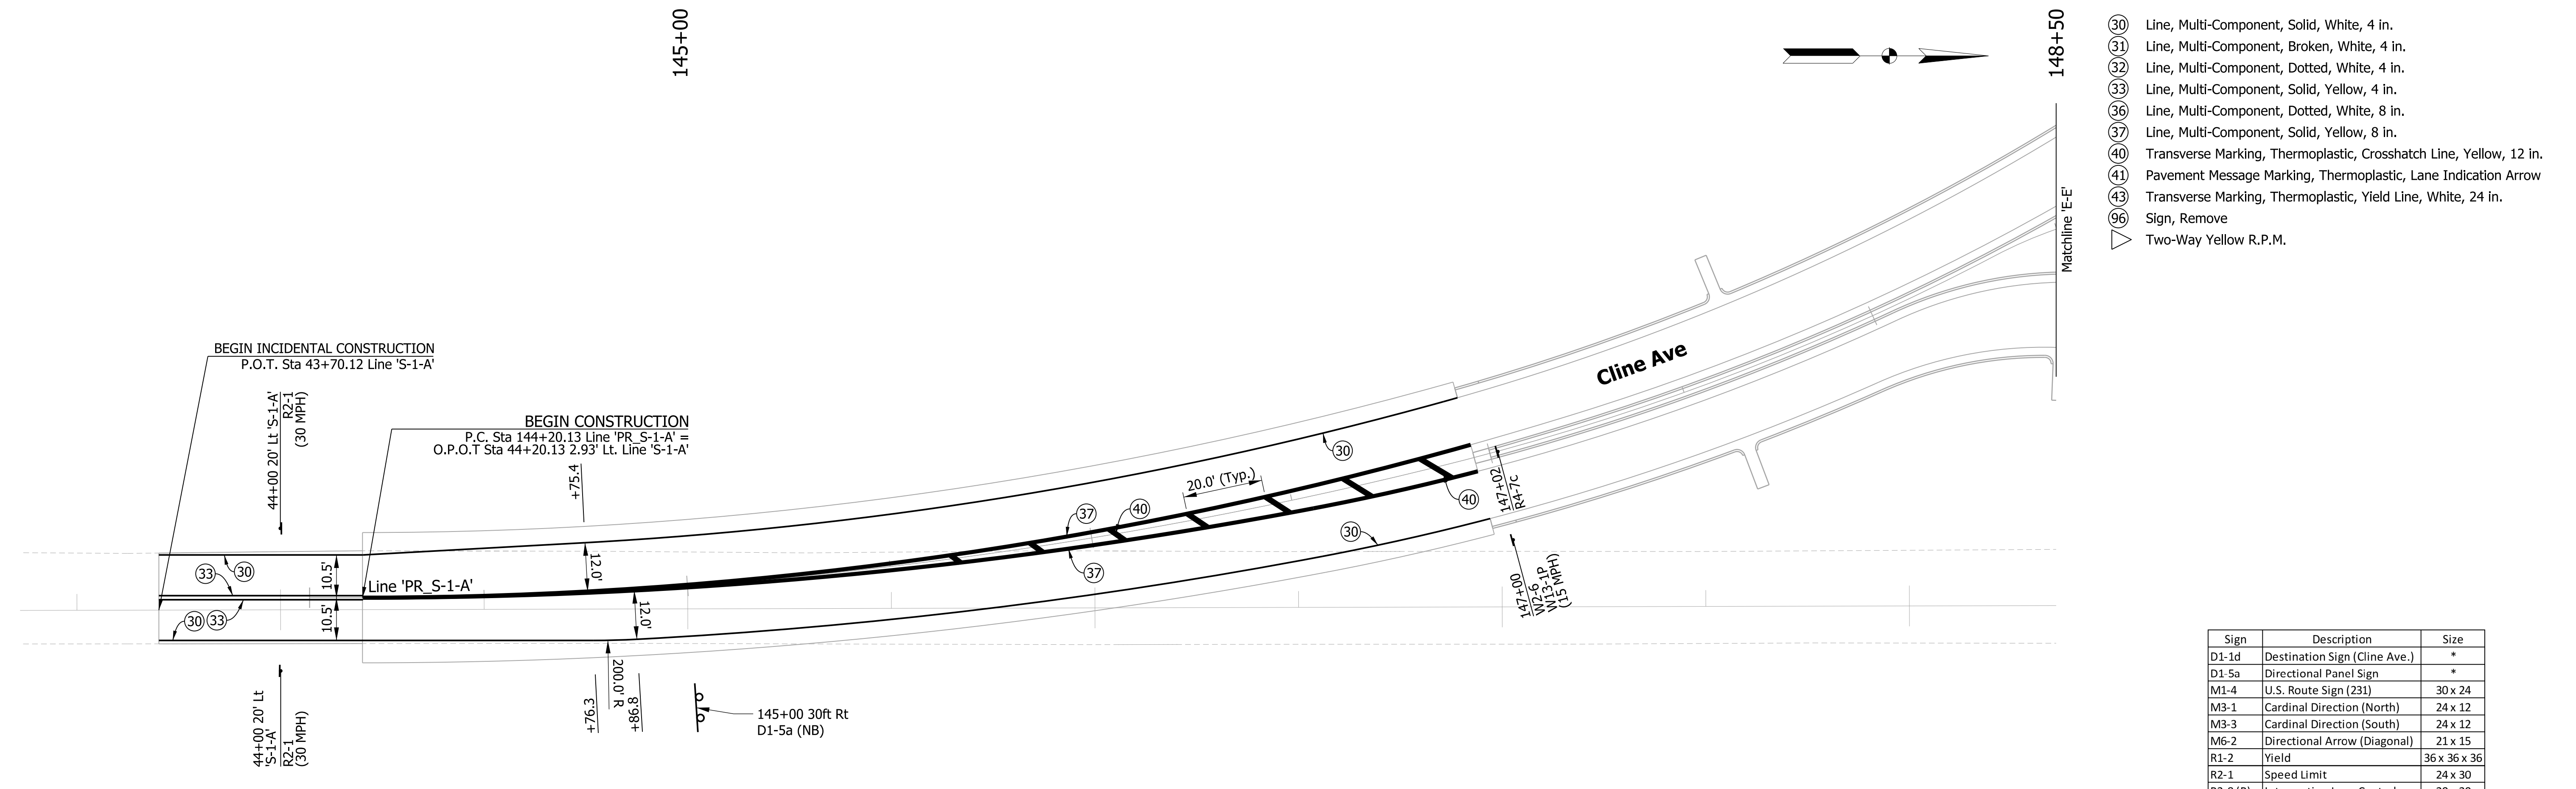 145+00
148+50
Matchline 'E-E'
30 Line, Multi-Component, Solid, White, 4 in.
31 Line, Multi-Component, Broken, White, 4 in.
32 Line, Multi-Component, Dotted, White, 4 in.
33 Line, Multi-Component, Solid, Yellow, 4 in.
36 Line, Multi-Component, Dotted, White, 8 in.
37 Line, Multi-Component, Solid, Yellow, 8 in.
40 Transverse Marking, Thermoplastic, Crosshatch Line, Yellow, 12 in.
41 Pavement Message Marking, Thermoplastic, Lane Indication Arrow
43 Transverse Marking, Thermoplastic, Yield Line, White, 24 in.
96 Sign, Remove
Two-Way Yellow R.P.M.
BEGIN INCIDENTAL CONSTRUCTION
P.O.T. Sta 43+70.12 Line 'S-1-A'
44+00 20' Lt 'S-1-A'
R2-1
(30 MPH)
BEGIN CONSTRUCTION
P.C. Sta 144+20.13 Line 'PR_S-1-A' =
O.P.O.T Sta 44+20.13 2.93' Lt. Line 'S-1-A'
+75.4
Cline Ave
30
20.0' (Typ.)
37
40
40
147+02
R4-7c
30
33
30
10.5'
Line 'PR_S-1-A'
12.0'
37
147+00
W2-6
W13-1P
(15 MPH)
30
33
10.5'
12.0'
200.0' R
+76.3
+86.8
44+00 20' Lt
'S-1-A'
R2-1
(30 MPH)
145+00 30ft Rt
D1-5a (NB)
Sign Description Size
D1-1d Destination Sign (Cline Ave.) *
D1-5a Directional Panel Sign *
M1-4 U.S. Route Sign (231) 30 x 24
M3-1 Cardinal Direction (North) 24 x 12
M3-3 Cardinal Direction (South) 24 x 12
M6-2 Directional Arrow (Diagonal) 21 x 15
R1-2 Yield 36 x 36 x 36
R2-1 Speed Limit 24 x 30